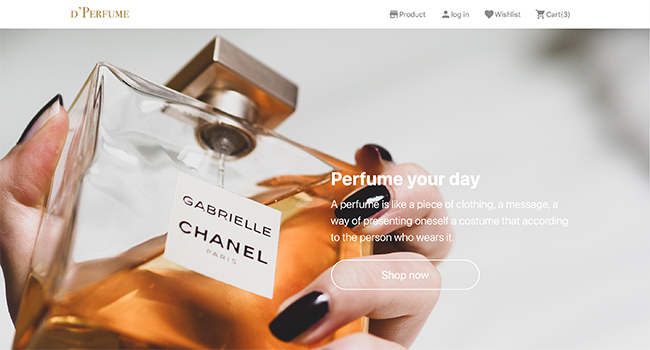 D'PERFUME
Product
log in
Wishlist
Cart(3)
GABRIELLE
CHANEL
PARIS
Perfume your day
A perfume is like a piece of clothing, a message, a
way of presenting oneself a costume that according
to the person who wears it.
Shop now